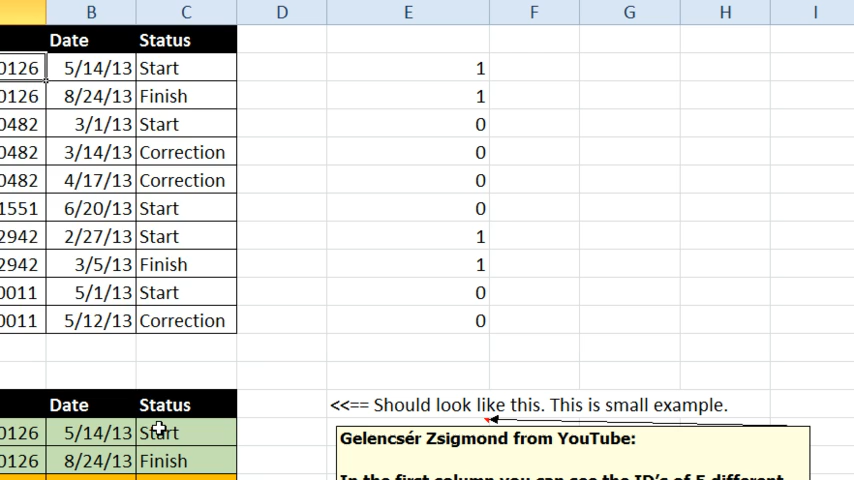 B C D E F G H I
Date Status
0126 5/14/13 Start 1
0126 8/24/13 Finish 1
0482 3/1/13 Start 0
0482 3/14/13 Correction 0
0482 4/17/13 Correction 0
1551 6/20/13 Start 0
2942 2/27/13 Start 1
2942 3/5/13 Finish 1
0011 5/1/13 Start 0
0011 5/12/13 Correction 0
Date Status <<== Should look like this. This is small example.
0126 5/14/13 Start
Gelencsér Zsigmond from YouTube:
0126 8/24/13 Finish
In the first column you can see the ID's of 5 different